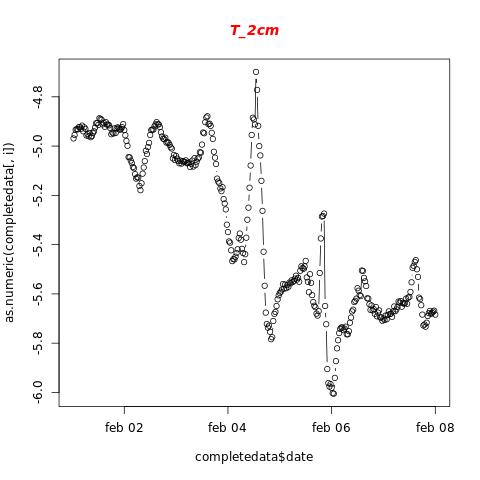 T_2cm
as.numeric(completedata[, i])
-4.8
-5.0
-5.2
-5.4
-5.6
-5.8
-6.0
feb 02
feb 04
feb 06
feb 08
completedata$date